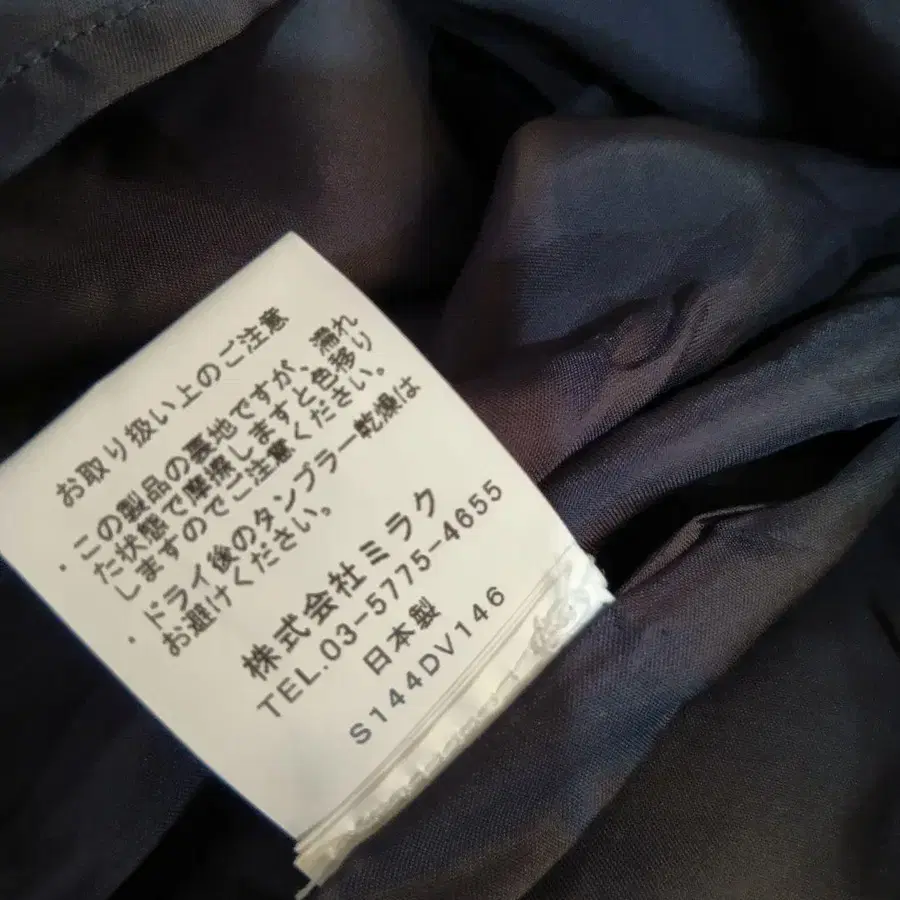 お取り扱い上のご注意
・この製品の裏地ですが、濡れ
た状態で摩擦しますと色移り
しますのでご注意ください。
・ドライ後のタンブラー乾燥は
お避けください。
株式会社ミラク
TEL.03-5775-4655
日本製
S144DV146